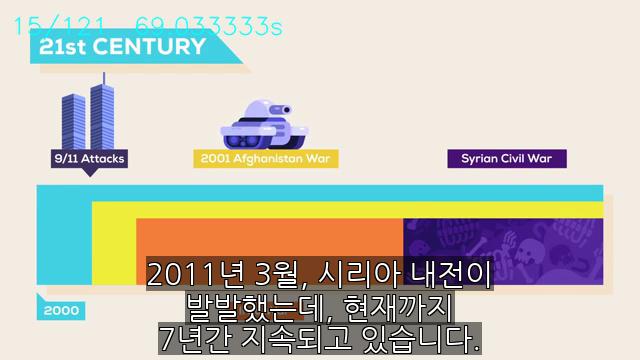 15/121 69.033333s
21st CENTURY
9/11 Attacks
2001 Afghanistan War
Syrian Civil War
2000
2011년 3월, 시리아 내전이
발발했는데, 현재까지
7년간 지속되고 있습니다.